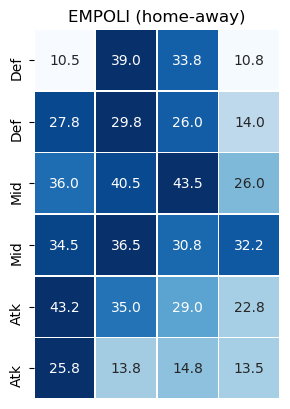 EMPOLI (home-away)
Def 10.5 39.0 33.8 10.8
Def 27.8 29.8 26.0 14.0
Mid 36.0 40.5 43.5 26.0
Mid 34.5 36.5 30.8 32.2
Atk 43.2 35.0 29.0 22.8
Atk 25.8 13.8 14.8 13.5